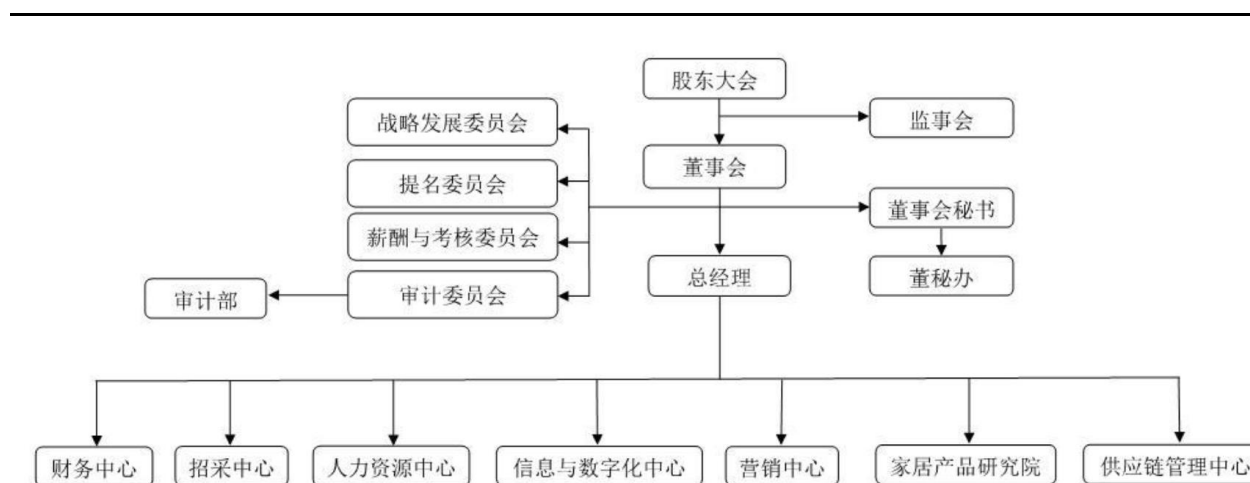 股东大会
战略发展委员会
监事会
董事会
提名委员会
董事会秘书
薪酬与考核委员会
总经理
董秘办
审计委员会
审计部
财务中心
招采中心
人力资源中心
信息与数字化中心
营销中心
家居产品研究院
供应链管理中心